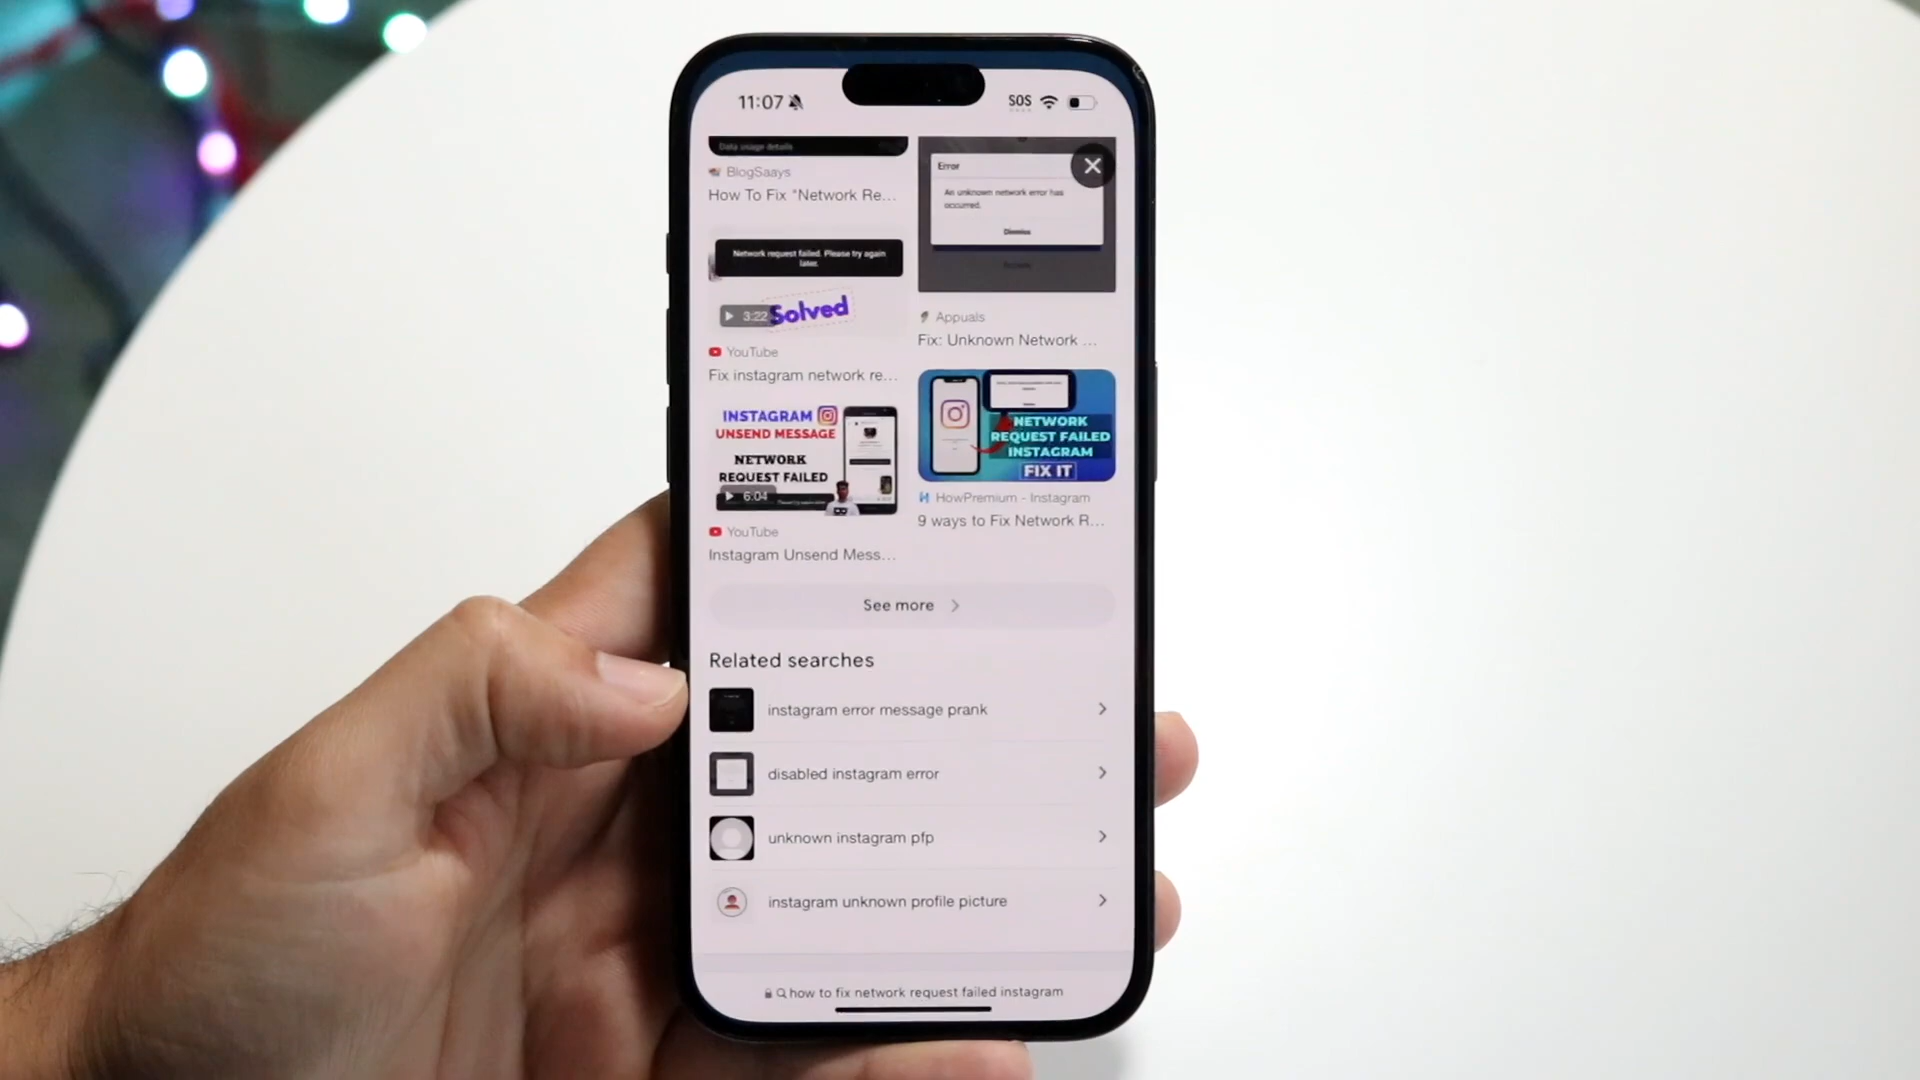 11:07
SOS
Data usage details
BlogSaays
How To Fix "Network Re...
Error
An unknown network error has
occurred.
Dismiss
Network request failed. Please try again
later.
3:22
Solved
YouTube
Fix instagram network re...
Appuals
Fix: Unknown Network ...
INSTAGRAM
UNSEND MESSAGE
NETWORK
REQUEST FAILED
6:04
YouTube
Instagram Unsend Mess...
NETWORK
REQUEST FAILED
INSTAGRAM
FIX IT
HowPremium - Instagram
9 ways to Fix Network R...
See more
Related searches
instagram error message prank
disabled instagram error
unknown instagram pfp
instagram unknown profile picture
how to fix network request failed instagram